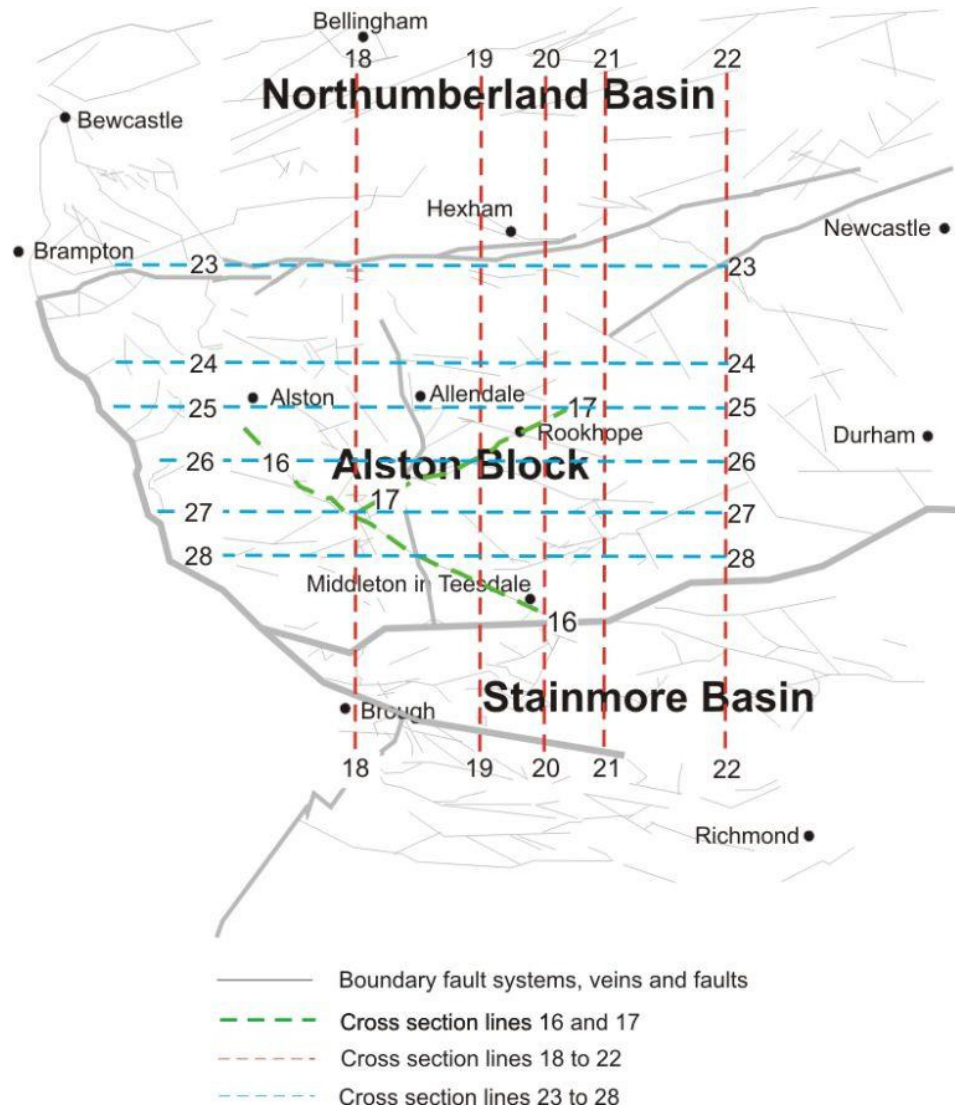 Bellingham
18
19
20
21
22
Northumberland Basin
Bewcastle
Hexham
Newcastle
Brampton
23
23
24
24
Alston
Allendale
25
17
25
Rookhope
Durham
26
16
Alston Block
26
27
17
27
28
28
Middleton in Teesdale
16
Stainmore Basin
Brough
18
19
20
21
22
Richmond
Boundary fault systems, veins and faults
Cross section lines 16 and 17
Cross section lines 18 to 22
Cross section lines 23 to 28